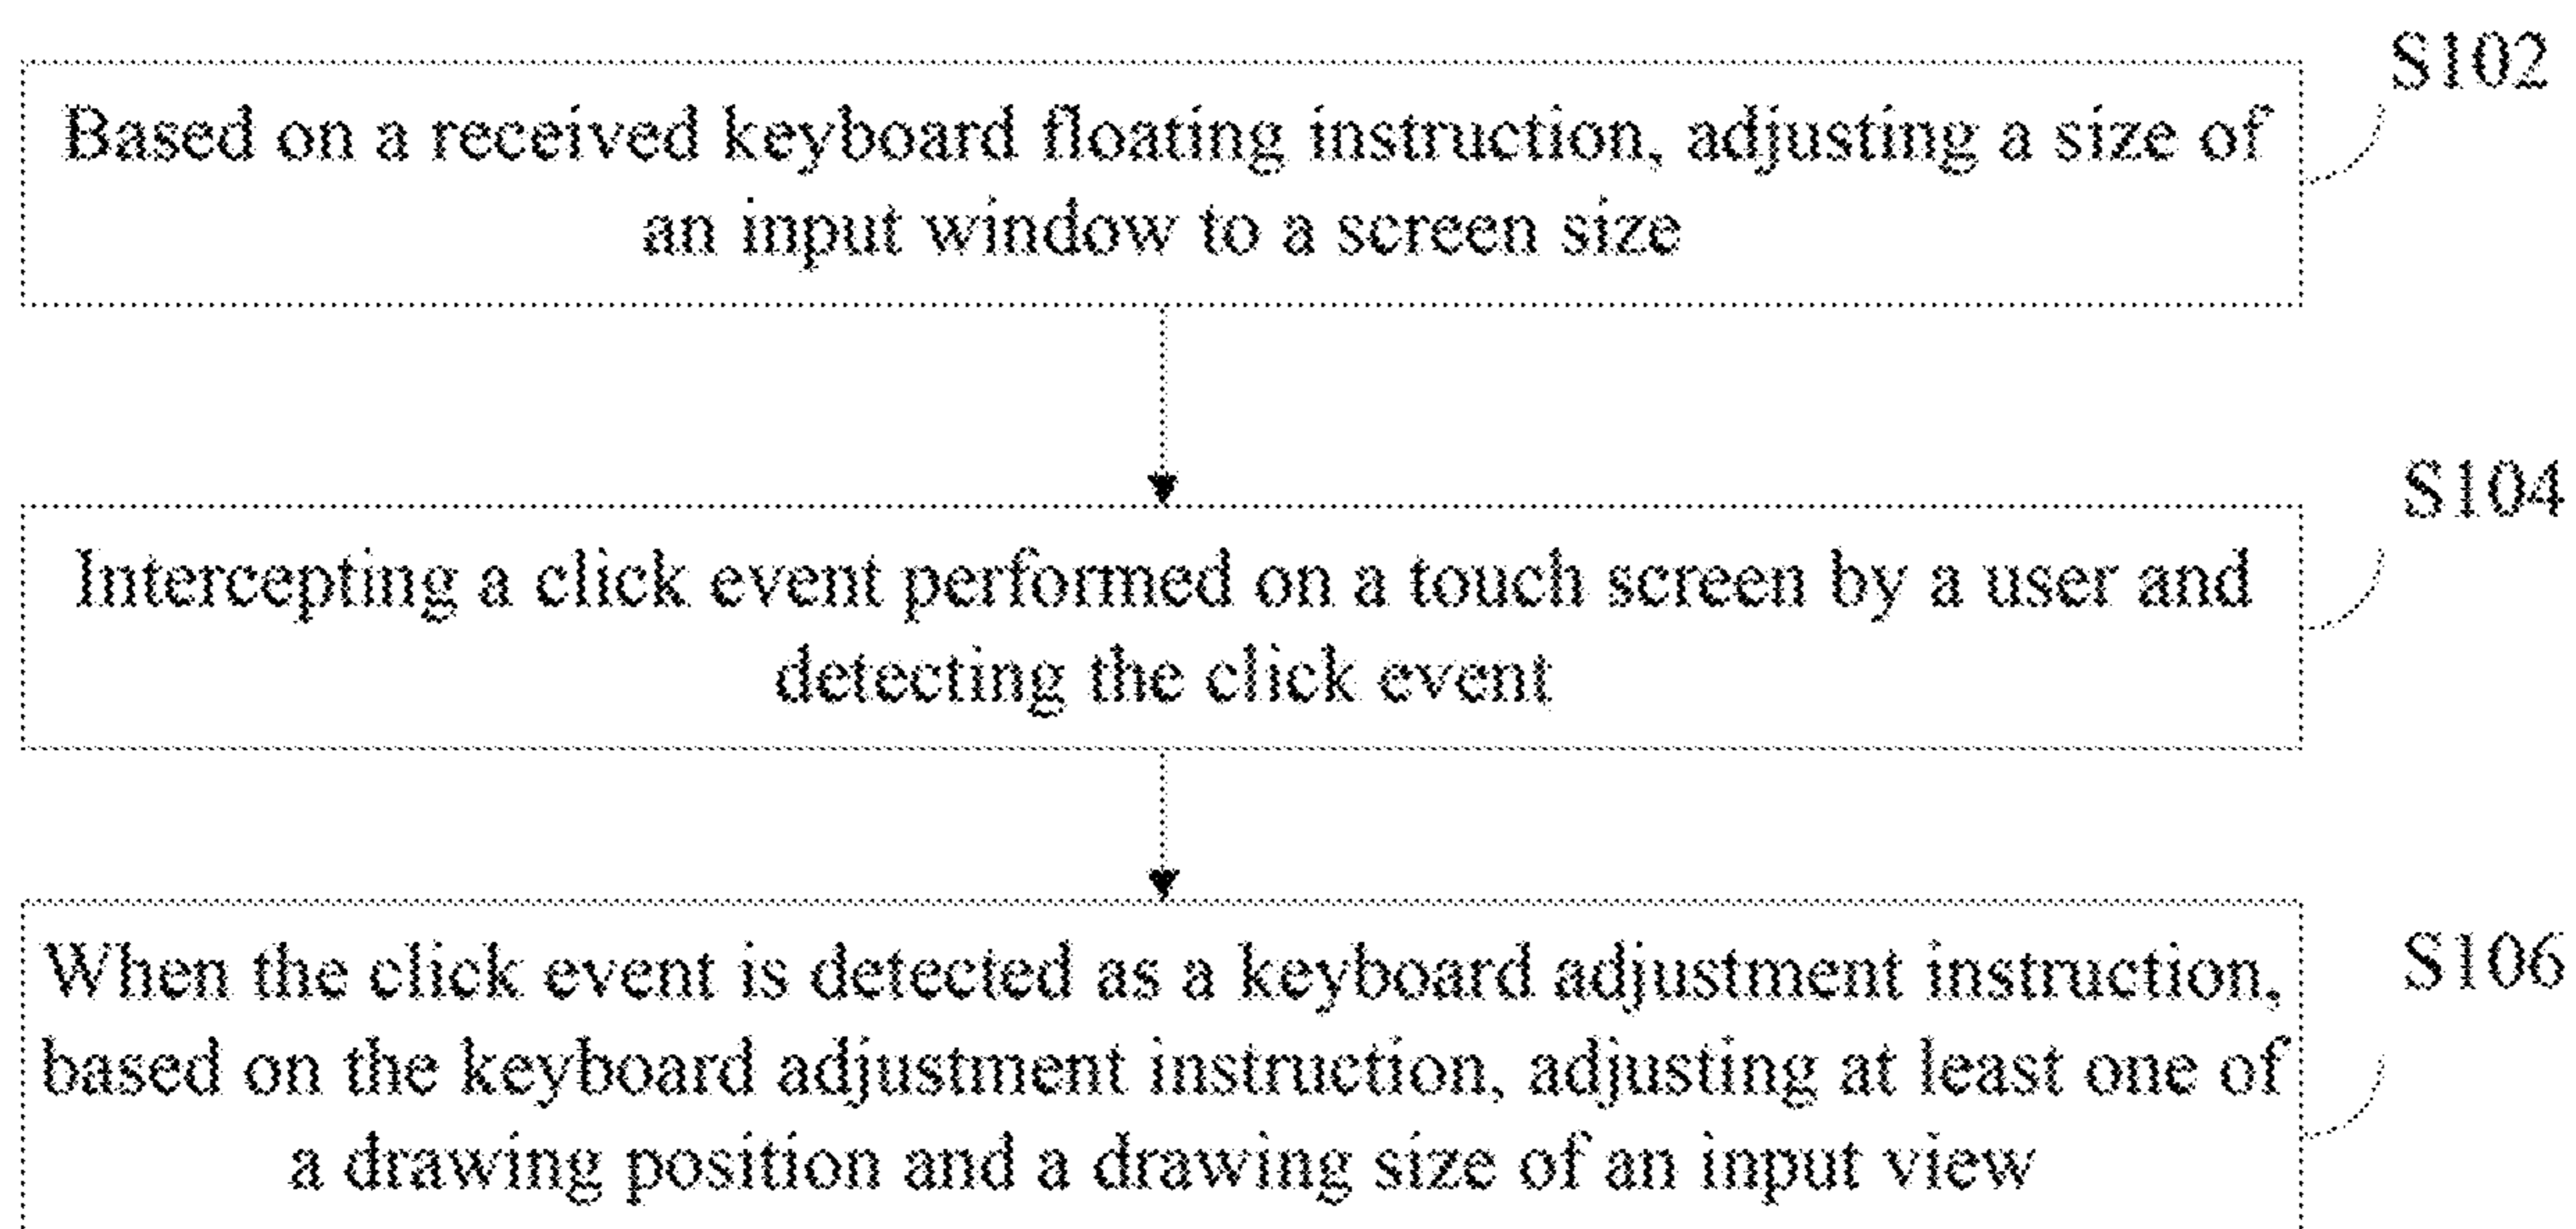 S102
Based on a received keyboard floating instruction, adjusting a size of
an input window to a screen size
S104
Intercepting a click event performed on a touch screen by a user and
detecting the click event
S106
When the click event is detected as a keyboard adjustment instruction,
based on the keyboard adjustment instruction, adjusting at least one of
a drawing position and a drawing size of an input view